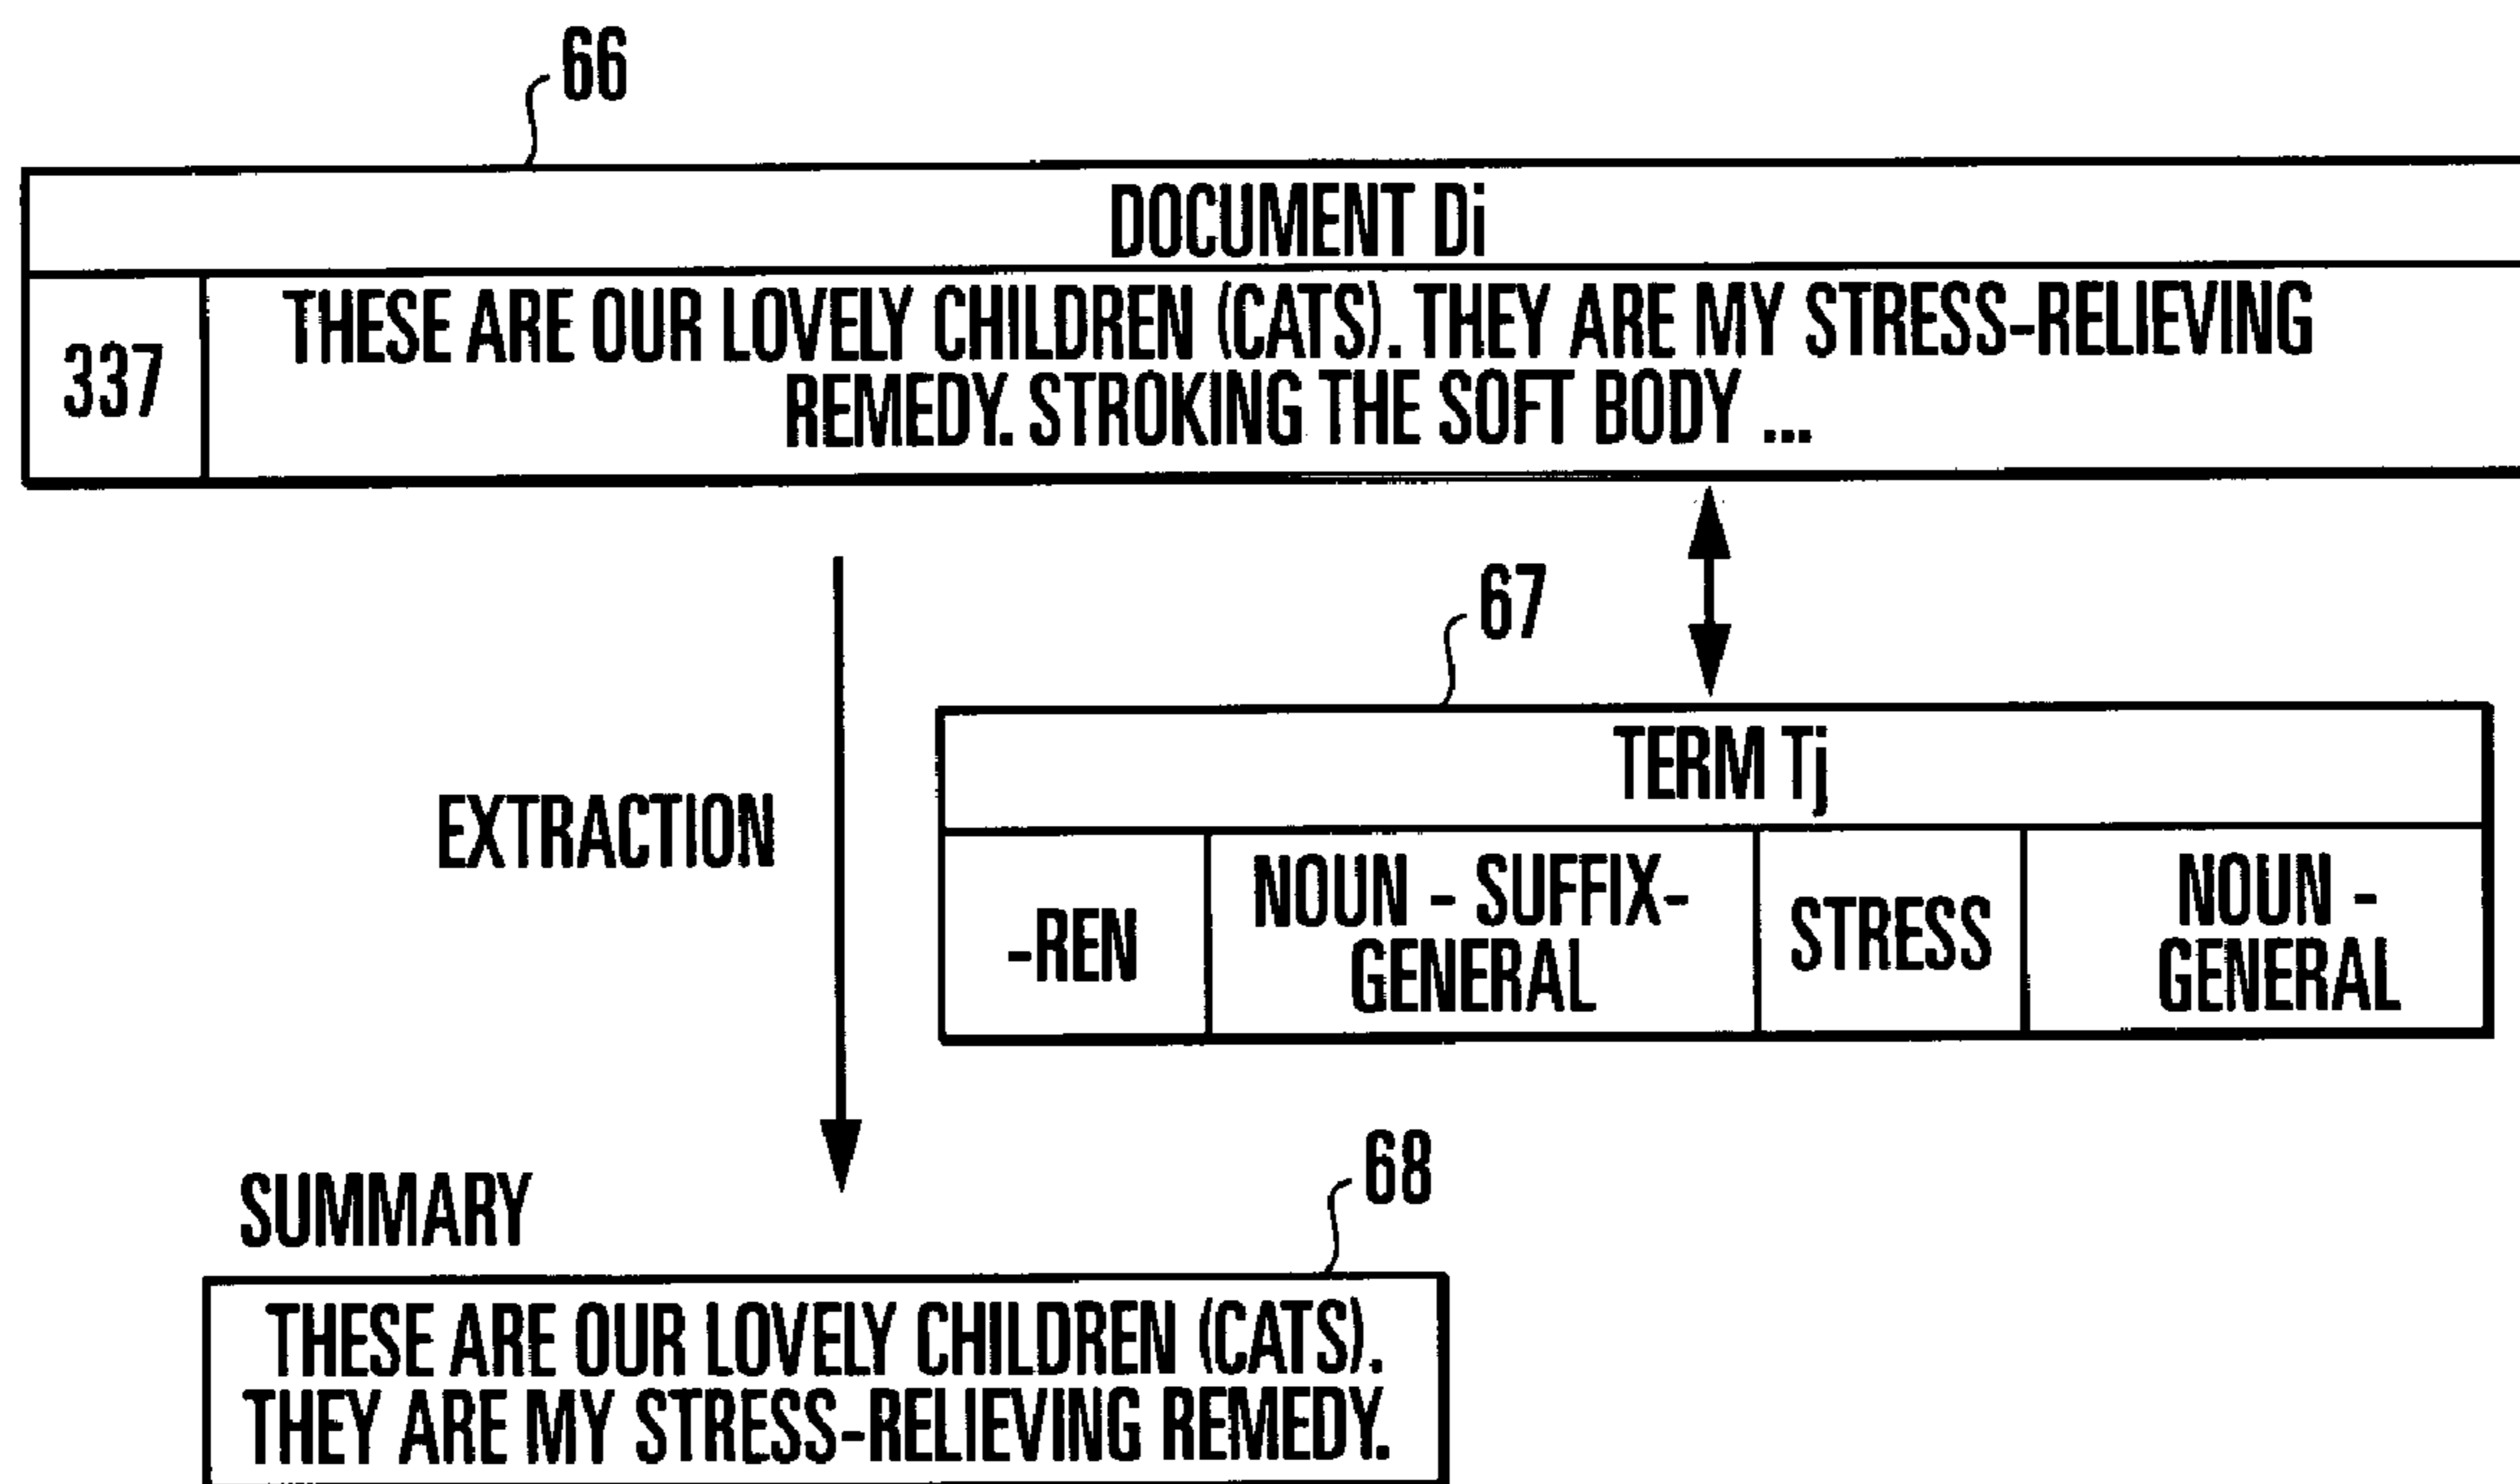 66
DOCUMENT Di
337
THESE ARE OUR LOVELY CHILDREN (CATS). THEY ARE MY STRESS-RELIEVING
REMEDY. STROKING THE SOFT BODY ...
67
TERM Tj
-REN
NOUN - SUFFIX-
GENERAL
STRESS
NOUN -
GENERAL
EXTRACTION
68
SUMMARY
THESE ARE OUR LOVELY CHILDREN (CATS).
THEY ARE MY STRESS-RELIEVING REMEDY.